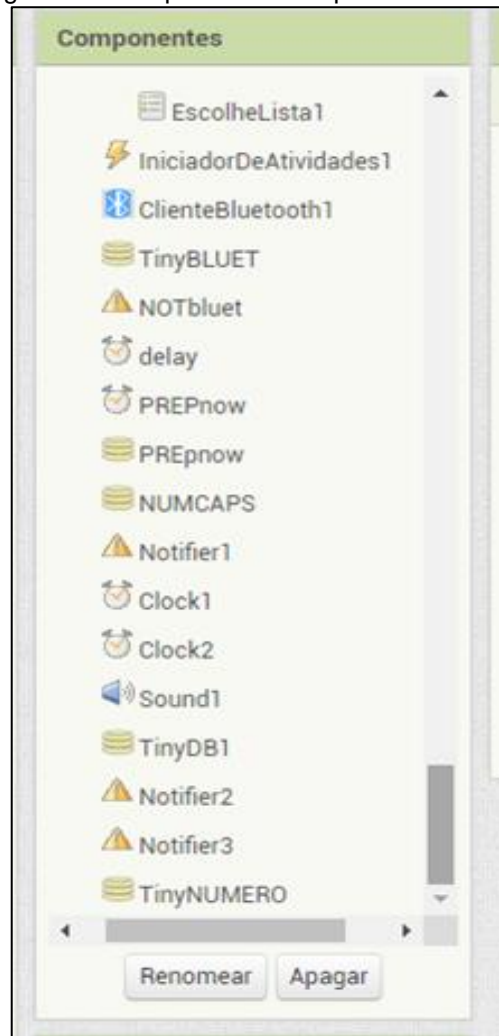 Componentes
EscolheLista1
IniciadorDeAtividades1
ClienteBluetooth1
TinyBLUET
NOTbluet
delay
PREPnow
PREpnow
NUMCAPS
Notifier1
Clock1
Clock2
Sound1
TinyDB1
Notifier2
Notifier3
TinyNUMERO
Renomear Apagar